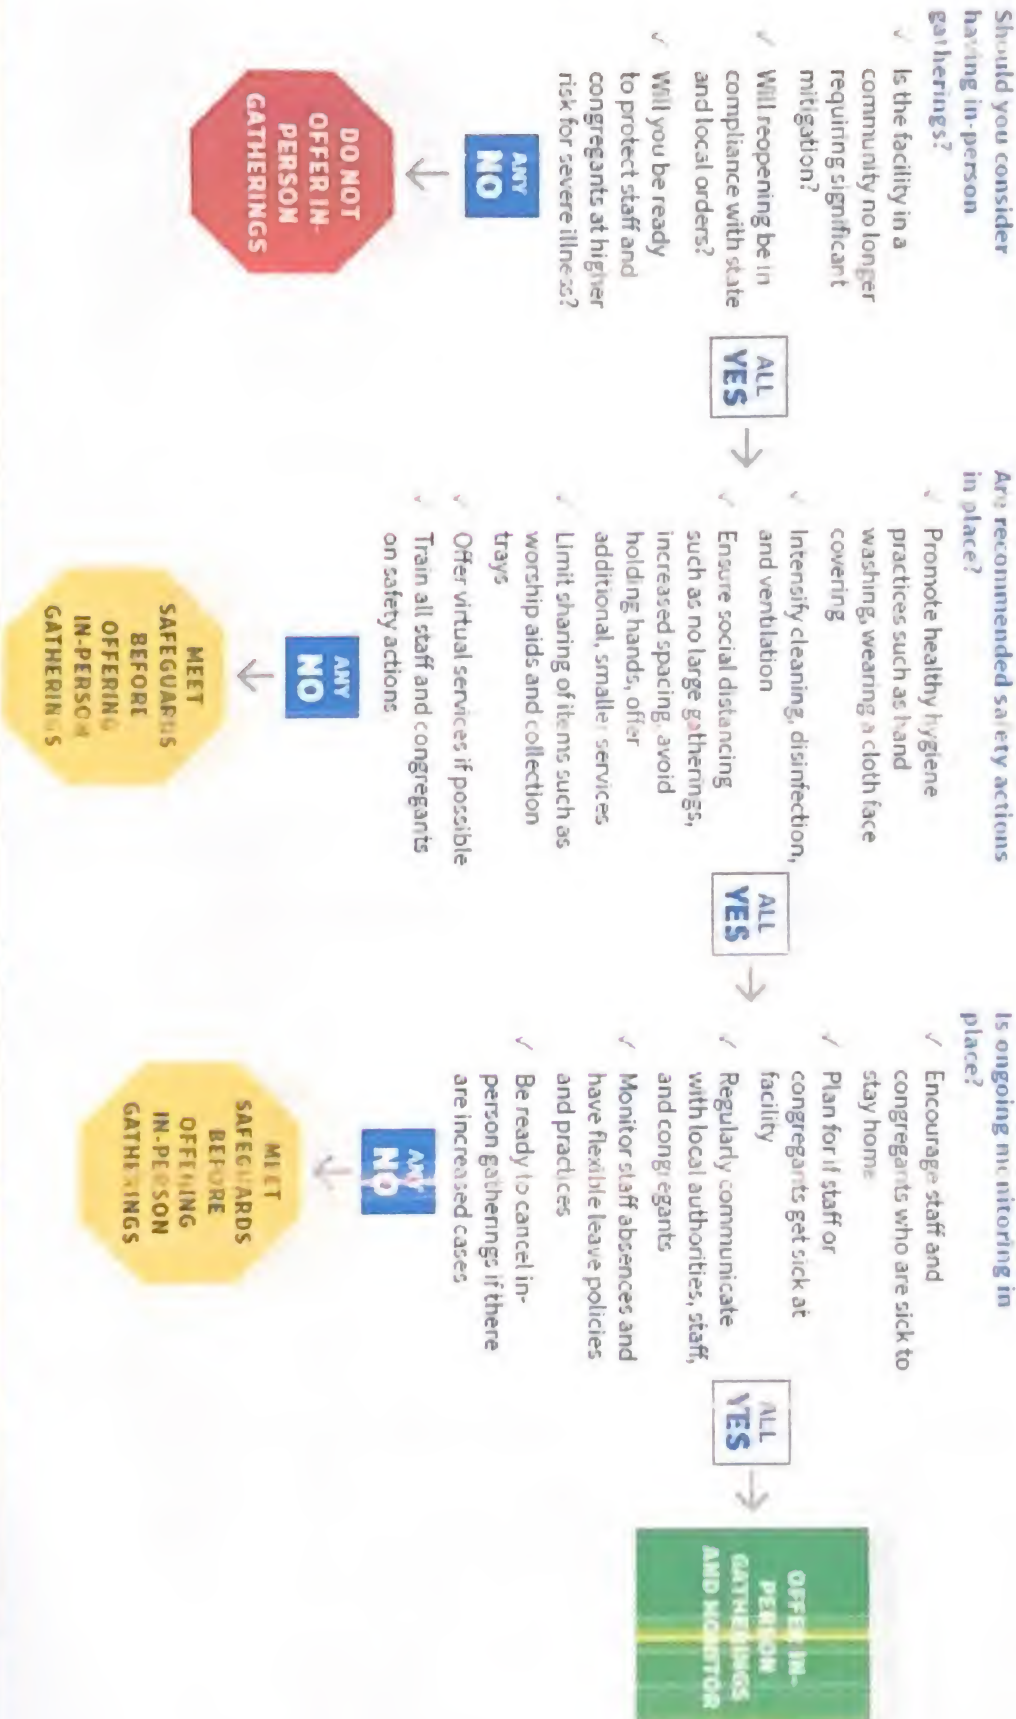 Should you consider
having in-person
gatherings?
✓ Is the facility in a
community no longer
requiring significant
mitigation?
✓ Will reopening be in
compliance with state
and local orders?
✓ Will you be ready
to protect staff and
congregants at higher
risk for severe illness?
ANY
NO
DO NOT
OFFER IN-
PERSON
GATHERINGS
ALL
YES
Are recommended safety actions
in place?
✓ Promote healthy hygiene
practices such as hand
washing, wearing a cloth face
covering
✓ Intensify cleaning, disinfection,
and ventilation
✓ Ensure social distancing
such as no large gatherings,
increased spacing, avoid
holding hands, offer
additional, smaller services
✓ Limit sharing of items such as
worship aids and collection
trays
✓ Offer virtual services if possible
✓ Train all staff and congregants
on safety actions
ANY
NO
MEET
SAFEGUARDS
BEFORE
OFFERING
IN-PERSON
GATHERINGS
ALL
YES
Is ongoing monitoring in
place?
✓ Encourage staff and
congregants who are sick to
stay home
✓ Plan for if staff or
congregants get sick at
facility
✓ Regularly communicate
with local authorities, staff,
and congregants
✓ Monitor staff absences and
have flexible leave policies
and practices
✓ Be ready to cancel in-
person gatherings if there
are increased cases
ANY
NO
MEET
SAFEGUARDS
BEFORE
OFFERING
IN-PERSON
GATHERINGS
ALL
YES
OFFER IN-
PERSON
GATHERINGS
AND MONITOR